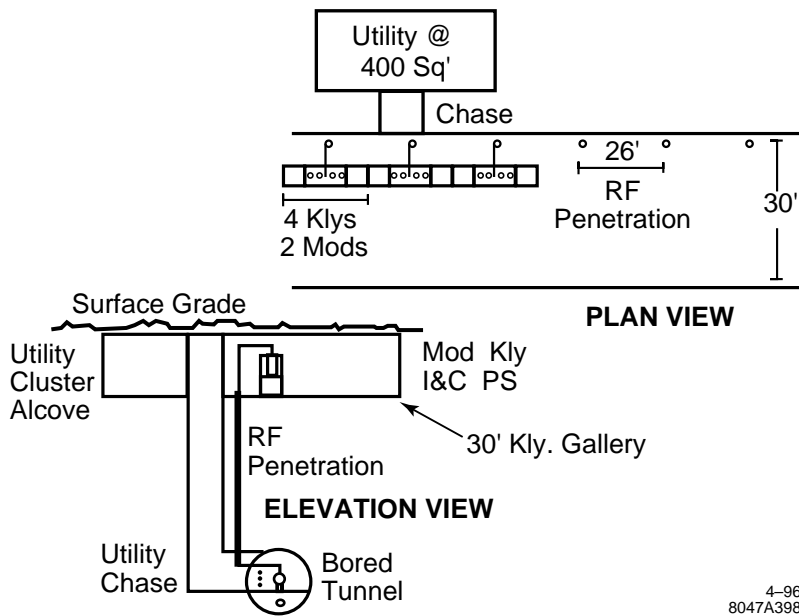 Utility @
400 Sq'
Chase
26'
RF
Penetration
30'
4 Klys
2 Mods
PLAN VIEW
Surface Grade
Utility
Cluster
Alcove
Mod Kly
I&C PS
RF
Penetration
30' Kly. Gallery
ELEVATION VIEW
Utility
Chase
Bored
Tunnel
4–96
8047A398